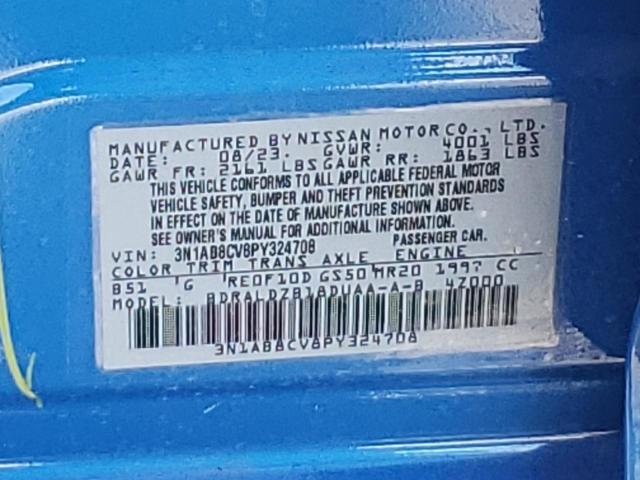 MANUFACTURED BY NISSAN MOTOR CO., LTD.
DATE: 08/23. GVWR: 4001 LBS
GAWR FR: 2161 LBS GAWR RR: 1863 LBS
THIS VEHICLE CONFORMS TO ALL APPLICABLE FEDERAL MOTOR
VEHICLE SAFETY, BUMPER AND THEFT PREVENTION STANDARDS
IN EFFECT ON THE DATE OF MANUFACTURE SHOWN ABOVE.
SEE OWNER'S MANUAL FOR ADDITIONAL INFORMATION.
VIN: 3N1AB8CV8PY324708 PASSENGER CAR.
COLOR TRIM TRANS AXLE ENGINE
B51 G RE0F10D GS50 MR20 1997 CC
MODEL: BDRALDZB18DUAA-A-B 4Z000
3N1AB8CV8PY324708